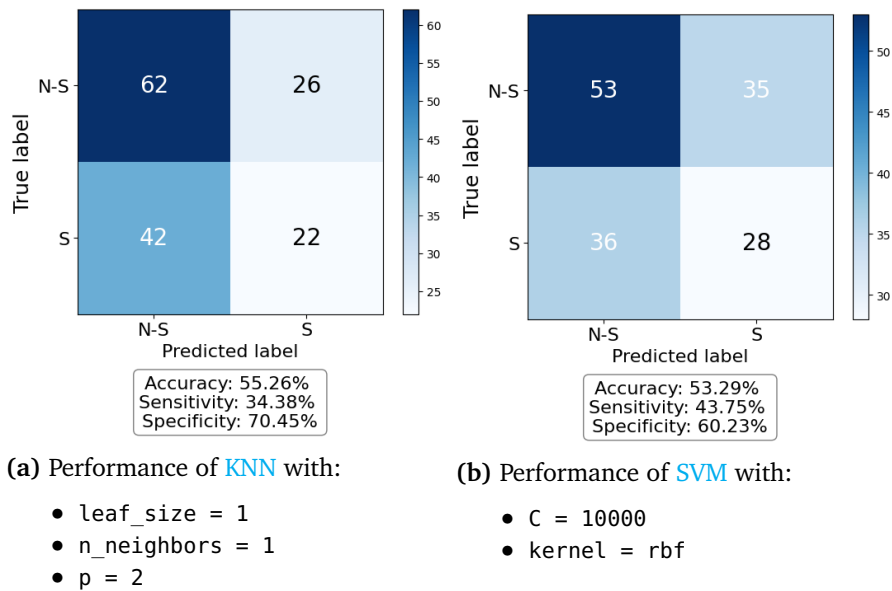 True label
N-S
S
62
26
42
22
N-S
S
Predicted label
60
55
50
45
40
35
30
25
Accuracy: 55.26%
Sensitivity: 34.38%
Specificity: 70.45%
(a) Performance of KNN with:
• leaf_size = 1
• n_neighbors = 1
• p = 2
True label
N-S
S
53
35
36
28
N-S
S
Predicted label
50
45
40
35
30
Accuracy: 53.29%
Sensitivity: 43.75%
Specificity: 60.23%
(b) Performance of SVM with:
• C = 10000
• kernel = rbf